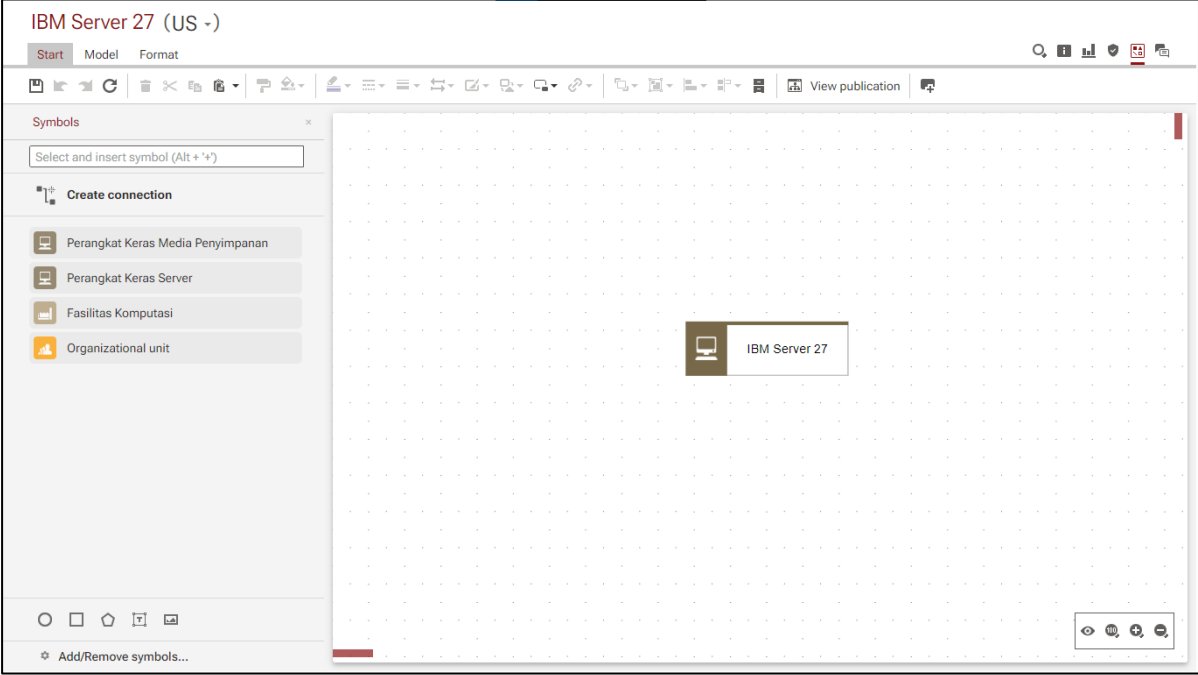 IBM Server 27 (US)
Start Model Format
View publication
Symbols
Select and insert symbol (Alt + '+')
Create connection
Perangkat Keras Media Penyimpanan
Perangkat Keras Server
Fasilitas Komputasi
Organizational unit
IBM Server 27
T
100
Add/Remove symbols...